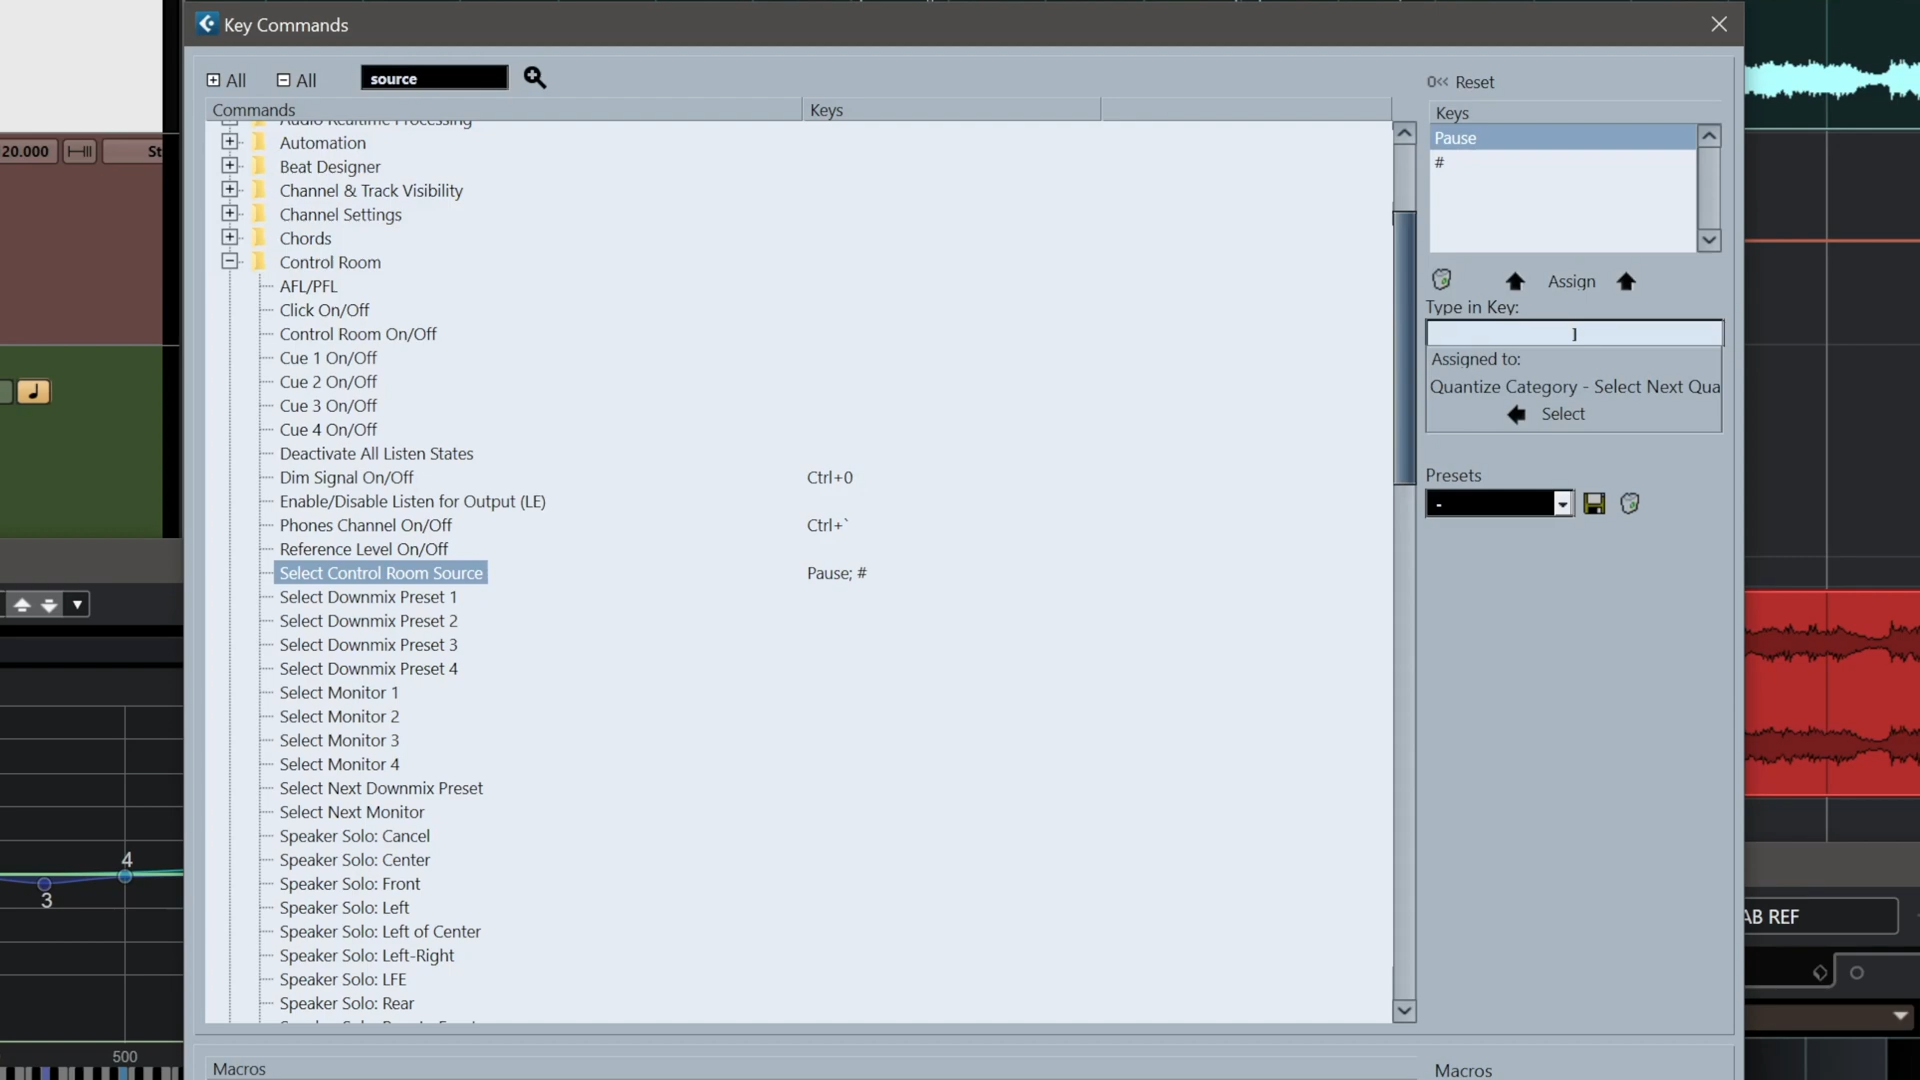 Key Commands
All
All
source
Reset
Commands
Keys
Keys
Audio Realtime Processing
Automation
Beat Designer
Channel & Track Visibility
Channel Settings
Chords
Control Room
AFL/PFL
Click On/Off
Control Room On/Off
Cue 1 On/Off
Cue 2 On/Off
Cue 3 On/Off
Cue 4 On/Off
Deactivate All Listen States
Dim Signal On/Off Ctrl+0
Enable/Disable Listen for Output (LE)
Phones Channel On/Off Ctrl+`
Reference Level On/Off
Select Control Room Source Pause; #
Select Downmix Preset 1
Select Downmix Preset 2
Select Downmix Preset 3
Select Downmix Preset 4
Select Monitor 1
Select Monitor 2
Select Monitor 3
Select Monitor 4
Select Next Downmix Preset
Select Next Monitor
Speaker Solo: Cancel
Speaker Solo: Center
Speaker Solo: Front
Speaker Solo: Left
Speaker Solo: Left of Center
Speaker Solo: Left-Right
Speaker Solo: LFE
Speaker Solo: Rear
Pause
#
Assign
Type in Key:
]
Assigned to:
Quantize Category - Select Next Qua
Select
Presets
-
Macros
Macros
20.000
St
4
3
500
AB REF